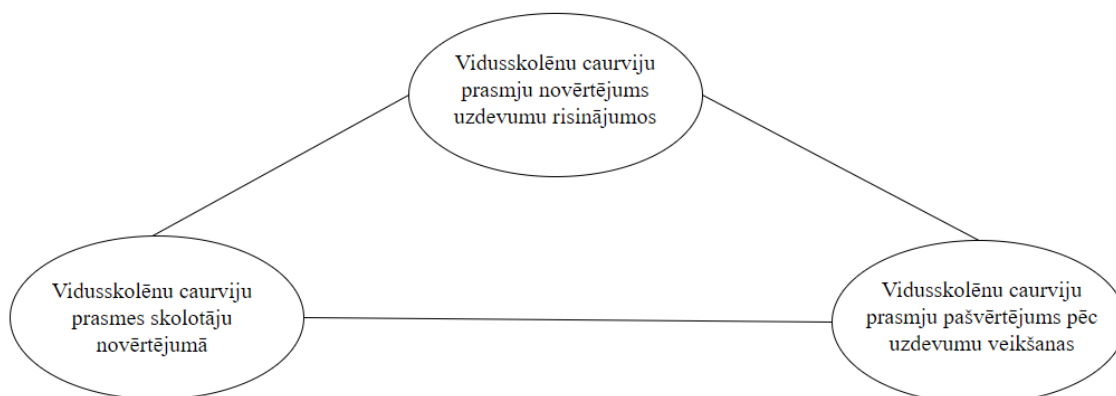 Vidusskolēnu caurviju
prasmju novērtējums
uzdevumu risinājumos
Vidusskolēnu caurviju
prasmes skolotāju
novērtējumā
Vidusskolēnu caurviju
prasmju pašvērtējums pēc
uzdevumu veikšanas